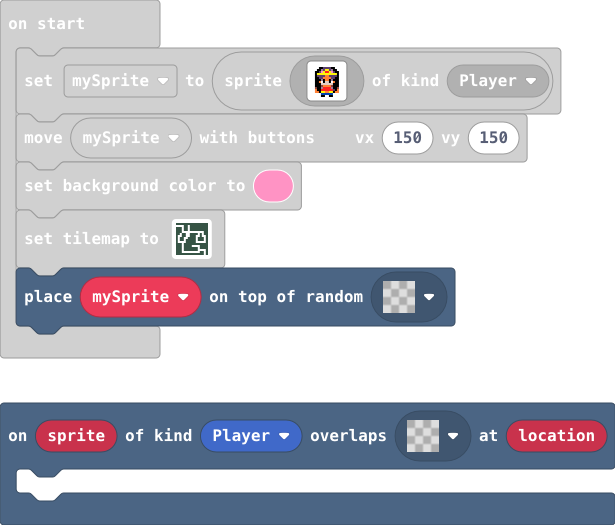 on start
set mySprite to sprite of kind Player
move mySprite with buttons vx 150 vy 150
set background color to
set tilemap to
place mySprite on top of random
on sprite of kind Player overlaps at location